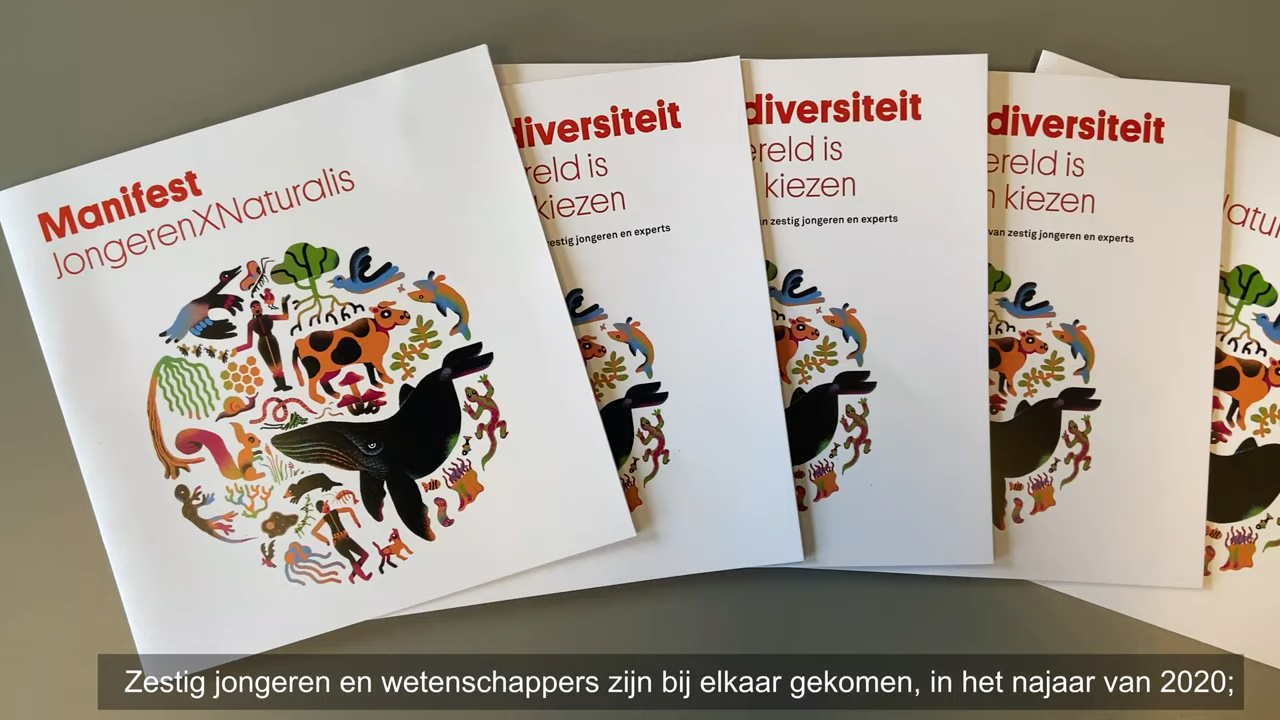 Manifest
JongerenXNaturalis
diversiteit
ereld is
kiezen
zestig jongeren en experts
diversiteit
ereld is
kiezen
van zestig jongeren en experts
diversiteit
ereld is
n kiezen
van zestig jongeren en experts
Zestig jongeren en wetenschappers zijn bij elkaar gekomen, in het najaar van 2020;